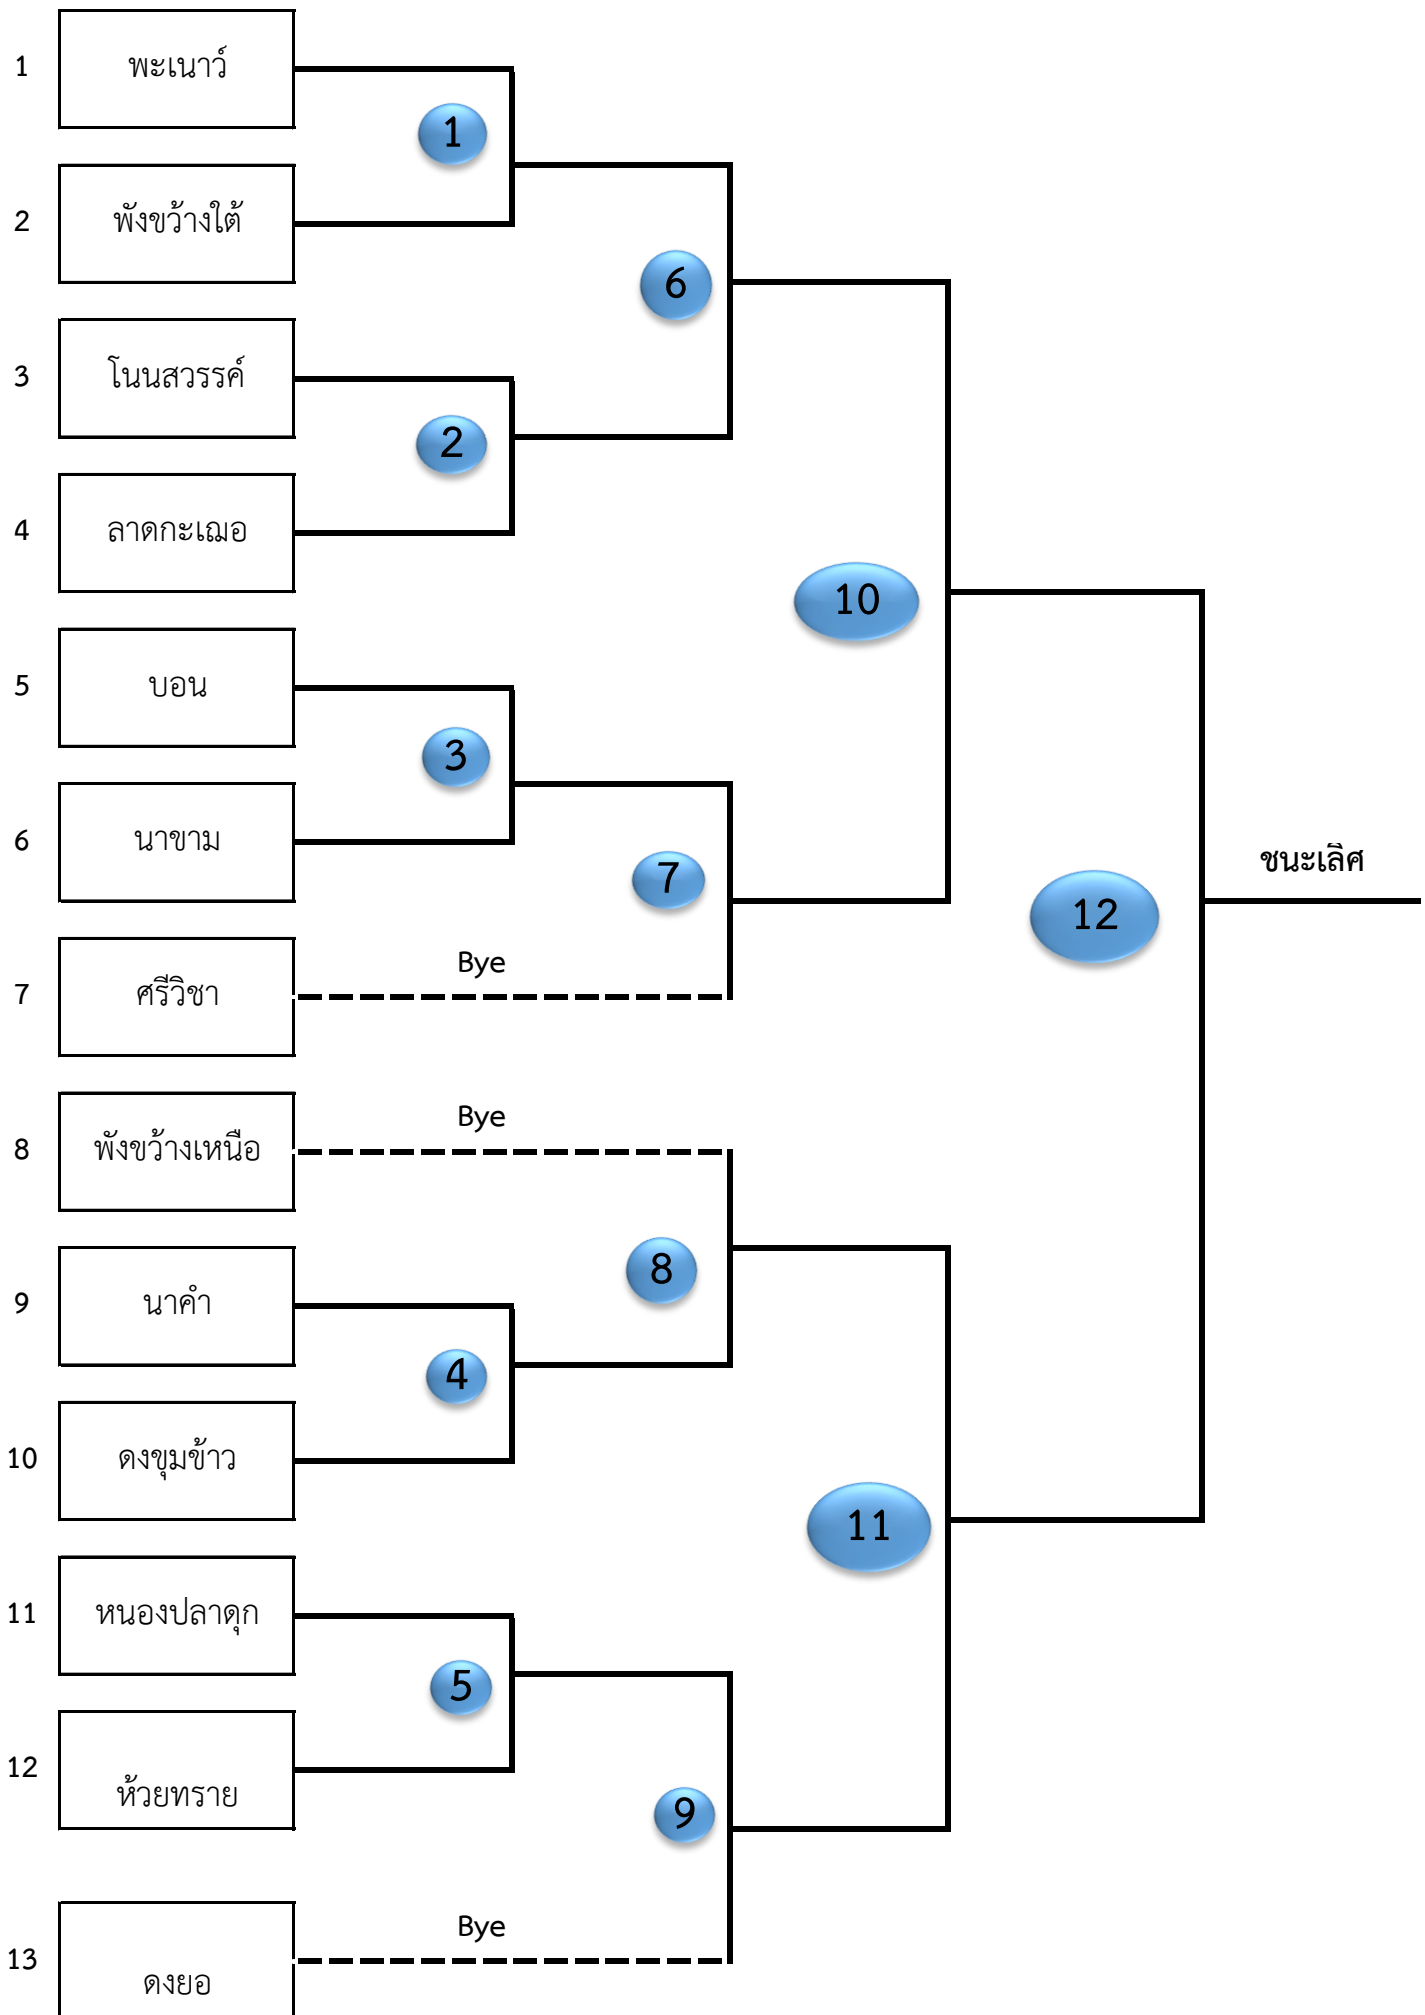 1 พะเนาว์
1
2 พังขว้างใต้
6
3 โนนสวรรค์
2
4 ลาดกะเฌอ
10
5 บอน
3
6 นาขาม
7
ชนะเลิศ
12
Bye
7 ศรีวิชา
Bye
8 พังขว้างเหนือ
8
9 นาคำ
4
10 ดงขุมข้าว
11
11 หนองปลาดุก
5
12 ห้วยทราย
9
Bye
13 ดงยอ